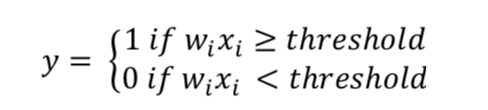 y = {1 if wᵢxᵢ ≥ threshold
0 if wᵢxᵢ < threshold